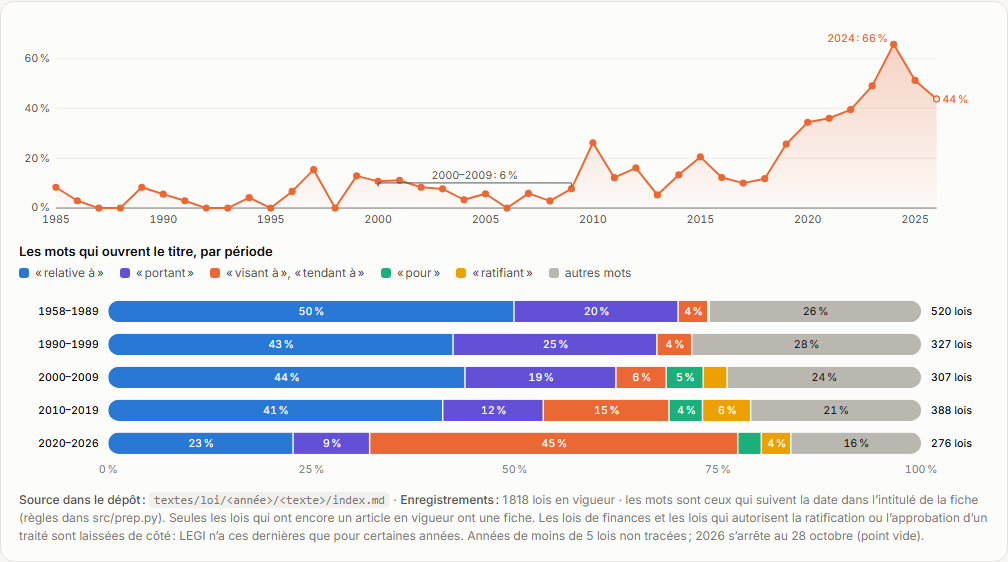 2024 : 66 %
60 %
44 %
40 %
20 %
2000–2009 : 6 %
0 %
1985 1990 1995 2000 2005 2010 2015 2020 2025
Les mots qui ouvrent le titre, par période
« relative à » « portant » « visant à », « tendant à » « pour » « ratifiant » autres mots
1958–1989 50 % 20 % 4 % 26 % 520 lois
1990–1999 43 % 25 % 4 % 28 % 327 lois
2000–2009 44 % 19 % 6 % 5 % 24 % 307 lois
2010–2019 41 % 12 % 15 % 4 % 6 % 21 % 388 lois
2020–2026 23 % 9 % 45 % 4 % 16 % 276 lois
0 % 25 % 50 % 75 % 100 %
Source dans le dépôt : textes/loi/<année>/<texte>/index.md · Enregistrements : 1818 lois en vigueur · les mots sont ceux qui suivent la date dans l’intitulé de la fiche
(règles dans src/prep.py). Seules les lois qui ont encore un article en vigueur ont une fiche. Les lois de finances et les lois qui autorisent la ratification ou l’approbation d’un
traité sont laissées de côté : LEGI n’a ces dernières que pour certaines années. Années de moins de 5 lois non tracées ; 2026 s’arrête au 28 octobre (point vide).